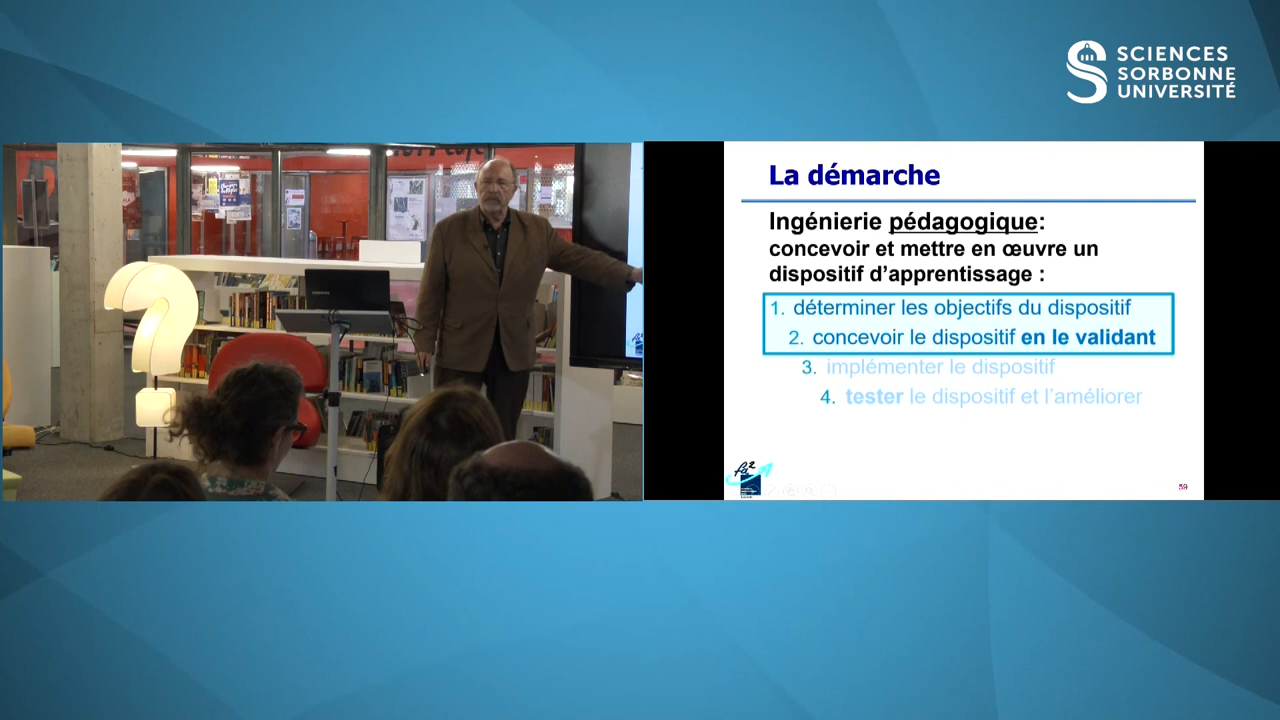 SCIENCES
SORBONNE
UNIVERSITÉ
La démarche
Ingénierie pédagogique:
concevoir et mettre en œuvre un
dispositif d’apprentissage :
1. déterminer les objectifs du dispositif
2. concevoir le dispositif en le validant
3. implémenter le dispositif
4. tester le dispositif et l’améliorer
59